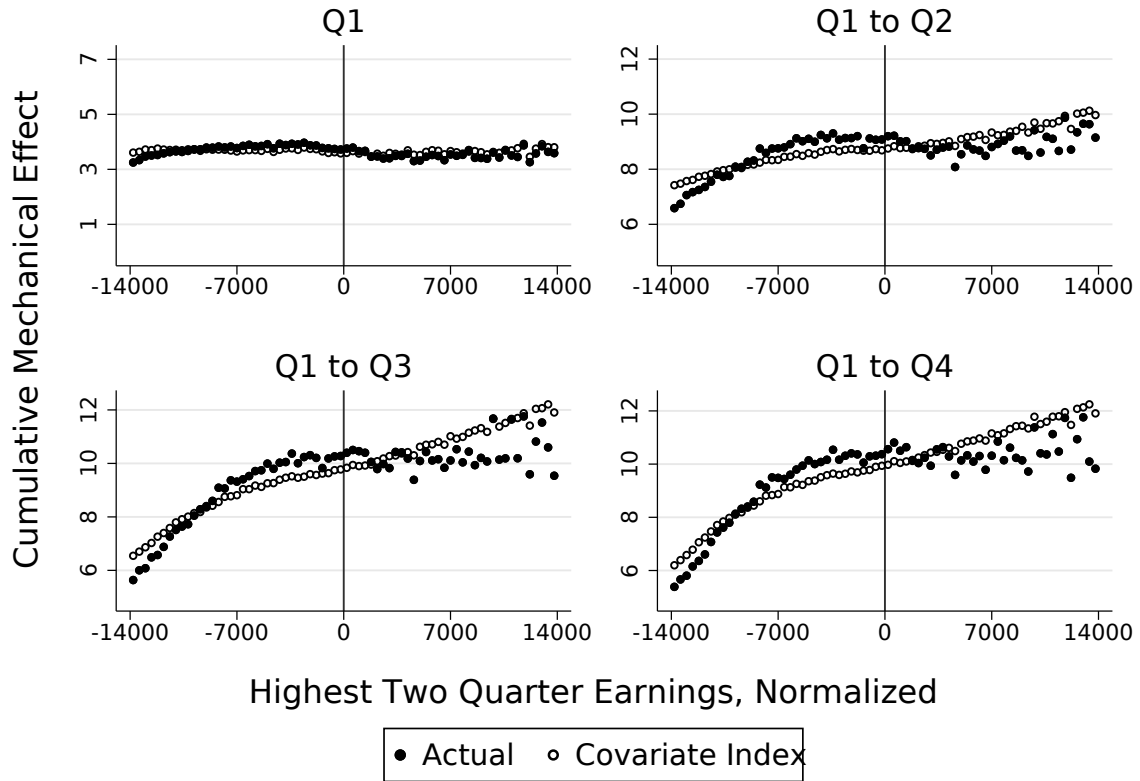 Q1
Q1 to Q2
7
5
3
1
-14000 -7000 0 7000 14000
12
10
8
6
-14000 -7000 0 7000 14000
Q1 to Q3
Q1 to Q4
12
10
8
6
-14000 -7000 0 7000 14000
12
10
8
6
-14000 -7000 0 7000 14000
Cumulative Mechanical Effect
Highest Two Quarter Earnings, Normalized
Actual Covariate Index